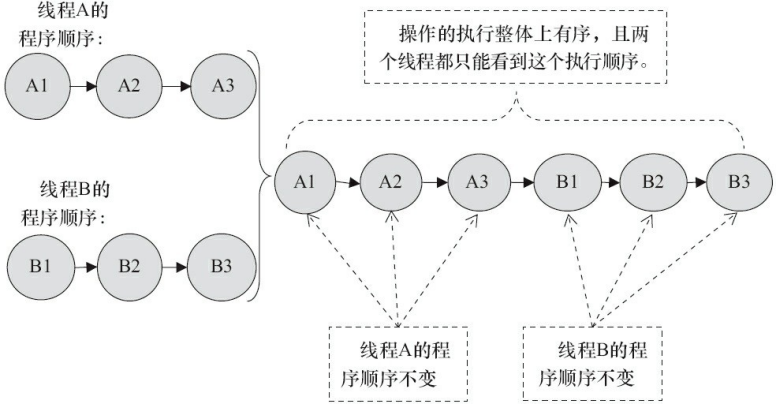 线程A的
程序顺序：
A1 A2 A3
线程B的
程序顺序：
B1 B2 B3
操作的执行整体上有序，且两
个线程都只能看到这个执行顺序。
A1 A2 A3 B1 B2 B3
线程A的程
序顺序不变
线程B的程
序顺序不变